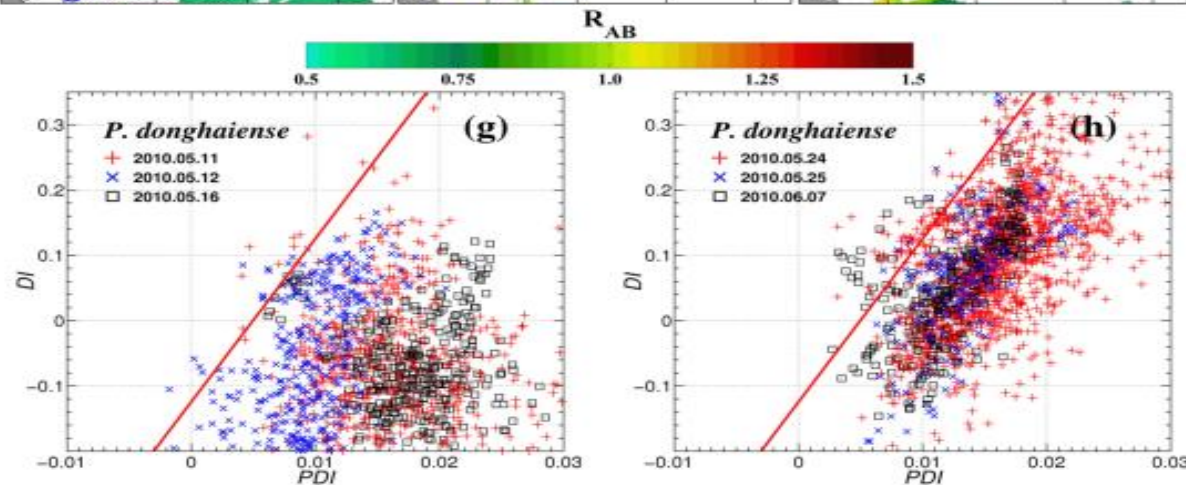 R_AB
0.5 0.75 1.0 1.25 1.5
P. donghaiense (g)
2010.05.11
2010.05.12
2010.05.16
DI
0.3
0.2
0.1
0
−0.1
−0.01 0 0.01 0.02 0.03
PDI
P. donghaiense (h)
2010.05.24
2010.05.25
2010.06.07
DI
0.3
0.2
0.1
0
−0.1
−0.01 0 0.01 0.02 0.03
PDI